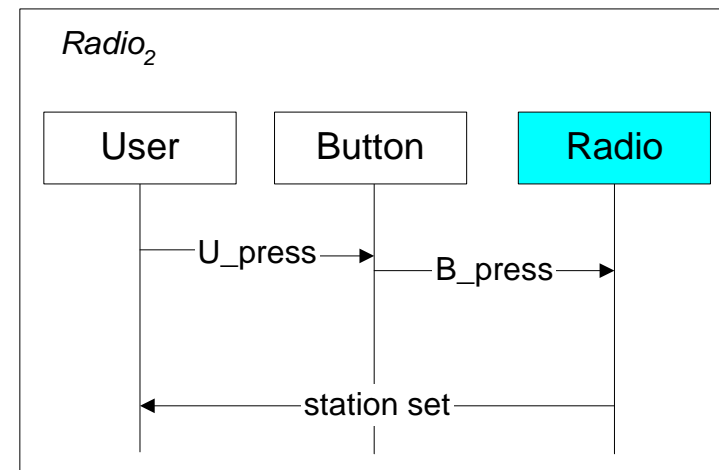 Radio2
User Button Radio
U_press
B_press
station set